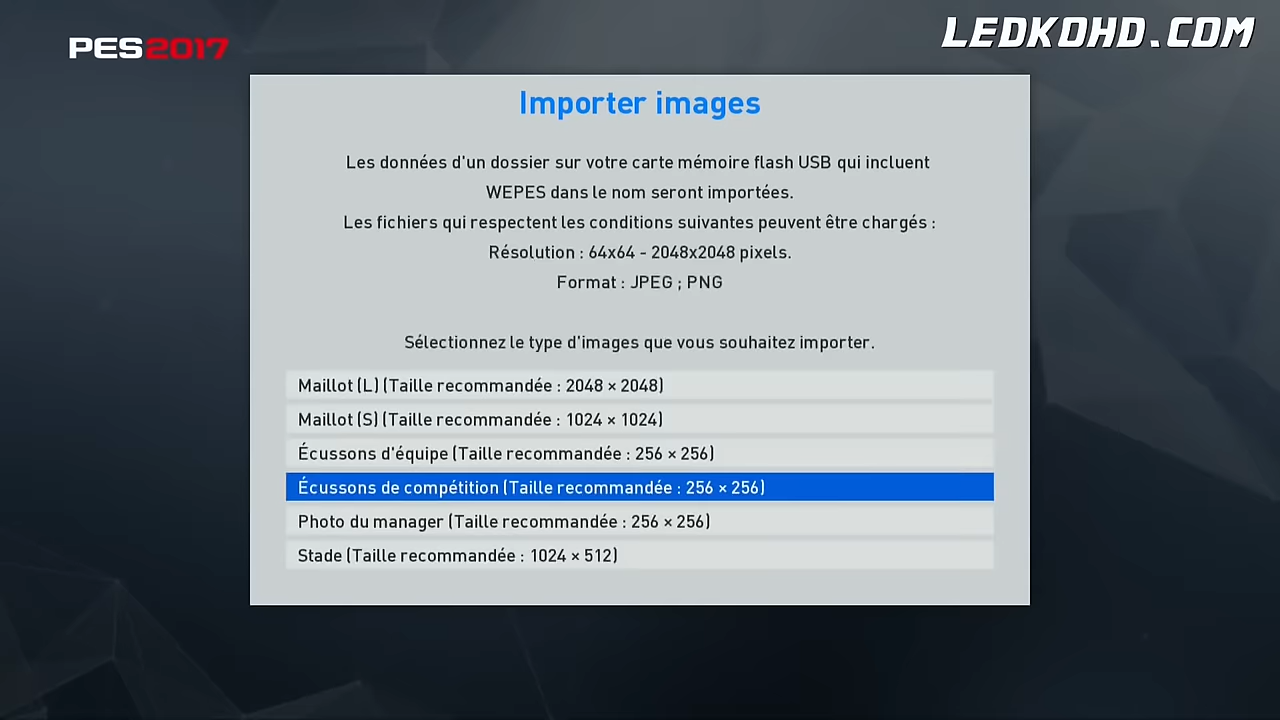 PES2017
LEDKOHD.COM
Importer images
Les données d'un dossier sur votre carte mémoire flash USB qui incluent
WEPES dans le nom seront importées.
Les fichiers qui respectent les conditions suivantes peuvent être chargés :
Résolution : 64x64 - 2048x2048 pixels.
Format : JPEG ; PNG
Sélectionnez le type d'images que vous souhaitez importer.
Maillot (L) (Taille recommandée : 2048 × 2048)
Maillot (S) (Taille recommandée : 1024 × 1024)
Écussons d'équipe (Taille recommandée : 256 × 256)
Écussons de compétition (Taille recommandée : 256 × 256)
Photo du manager (Taille recommandée : 256 × 256)
Stade (Taille recommandée : 1024 × 512)